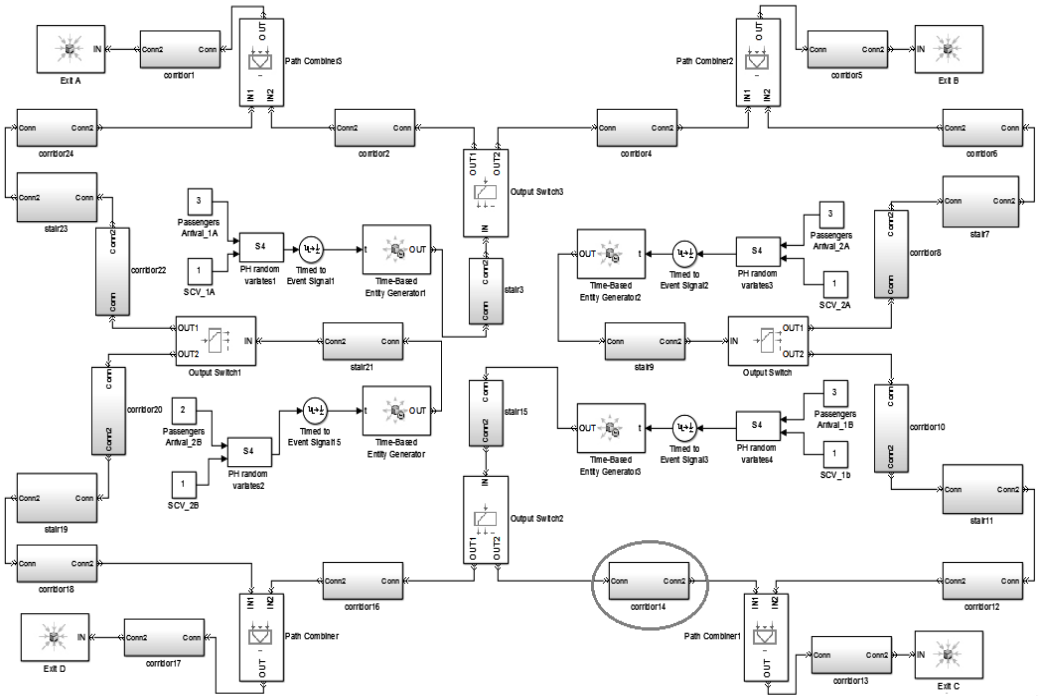 OUT
IN Conn2 Conn
Exit A
corridor1
Path Combiner3
IN1 IN2
OUT
Path Combiner2
IN1 IN2
Conn Conn2 IN
corridor5
Exit B
Conn Conn2
corridor24
Conn2 Conn
corridor2
OUT1 OUT2
Output Switch3
IN
Conn Conn2
corridor4
Conn2 Conn
corridor6
Conn2 Conn
stair23
Conn Conn2
stair7
3
Passengers
Arrival_1A
1
SCV_1A
S4
PH random
variates1
Timed to
Event Signal1
t OUT
Time-Based
Entity Generator1
Conn2
Conn
stair3
OUT t
Time-Based
Entity Generator2
Timed to
Event Signal2
S4
PH random
variates3
3
Passengers
Arrival_2A
1
SCV_2A
Conn2
Conn
corridor8
Conn2
Conn
corridor22
OUT1
OUT2
IN
Output Switch1
Conn2 Conn
stair21
Conn Conn2
stair9
IN
OUT1
OUT2
Output Switch
Conn
Conn2
corridor20
2
Passengers
Arrival_2B
1
SCV_2B
S4
PH random
variates2
Timed to
Event Signal15
t OUT
Time-Based
Entity Generator
Conn
Conn2
stair15
OUT t
Time-Based
Entity Generator3
Timed to
Event Signal3
S4
PH random
variates4
3
Passengers
Arrival_1B
1
SCV_1b
Conn
Conn2
corridor10
Conn2 Conn
stair19
IN
OUT1 OUT2
Output Switch2
Conn Conn2
stair11
Conn Conn2
corridor18
Conn2 Conn
corridor16
Conn Conn2
corridor14
Conn2 Conn
corridor12
IN1 IN2
OUT
Path Combiner
IN1 IN2
OUT
Path Combiner1
IN Conn2 Conn
Exit D
corridor17
Conn Conn2 IN
corridor13
Exit C